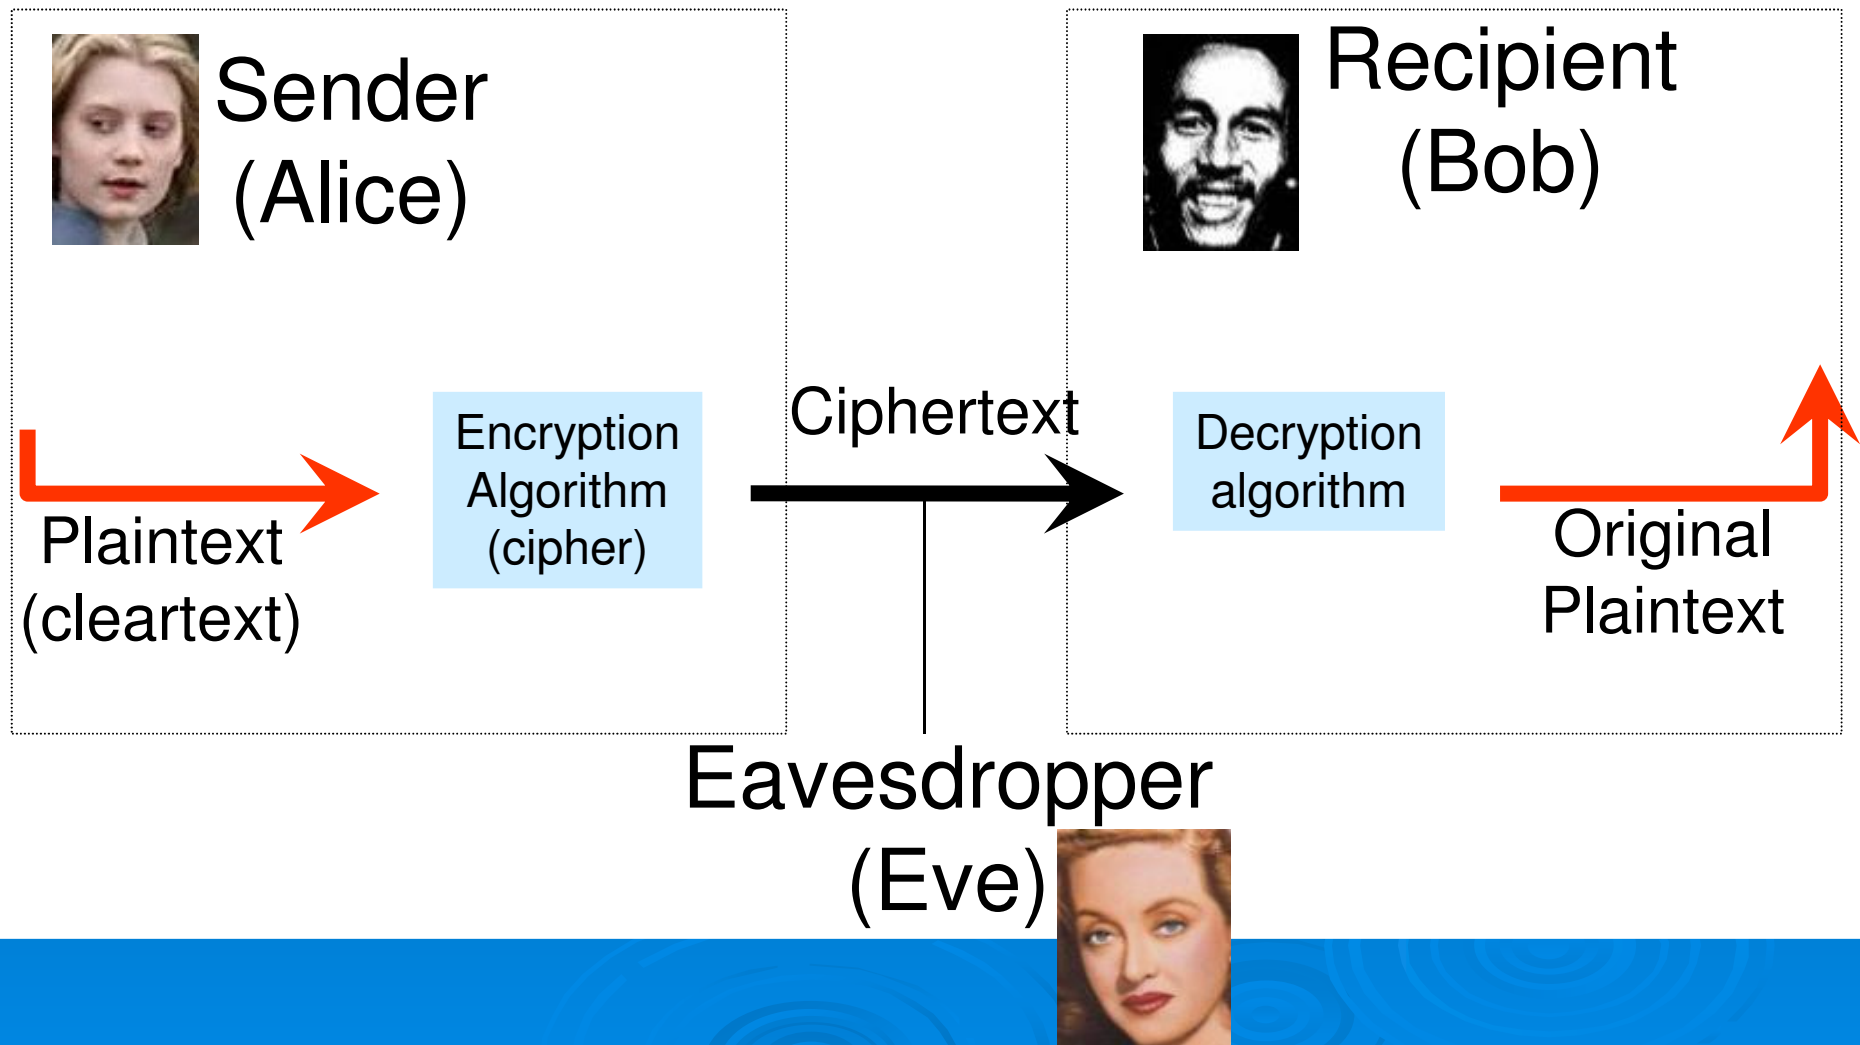 Sender
(Alice)
Recipient
(Bob)
Plaintext
(cleartext)
Encryption
Algorithm
(cipher)
Ciphertext
Decryption
algorithm
Original
Plaintext
Eavesdropper
(Eve)